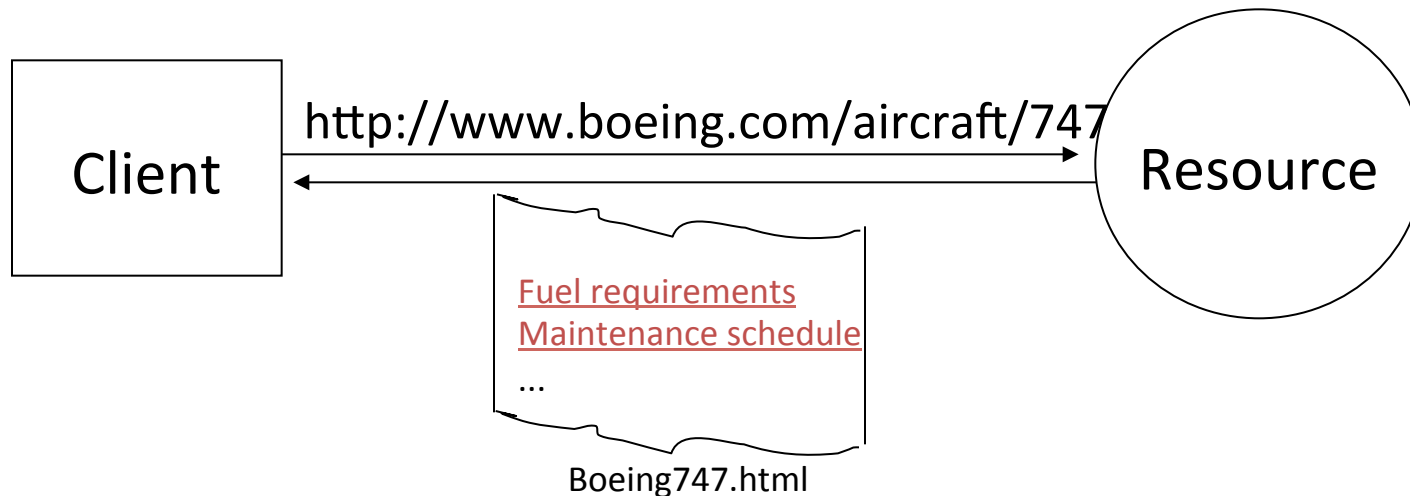 http://www.boeing.com/aircraft/747
Client
Resource
Fuel requirements
Maintenance schedule
...
Boeing747.html